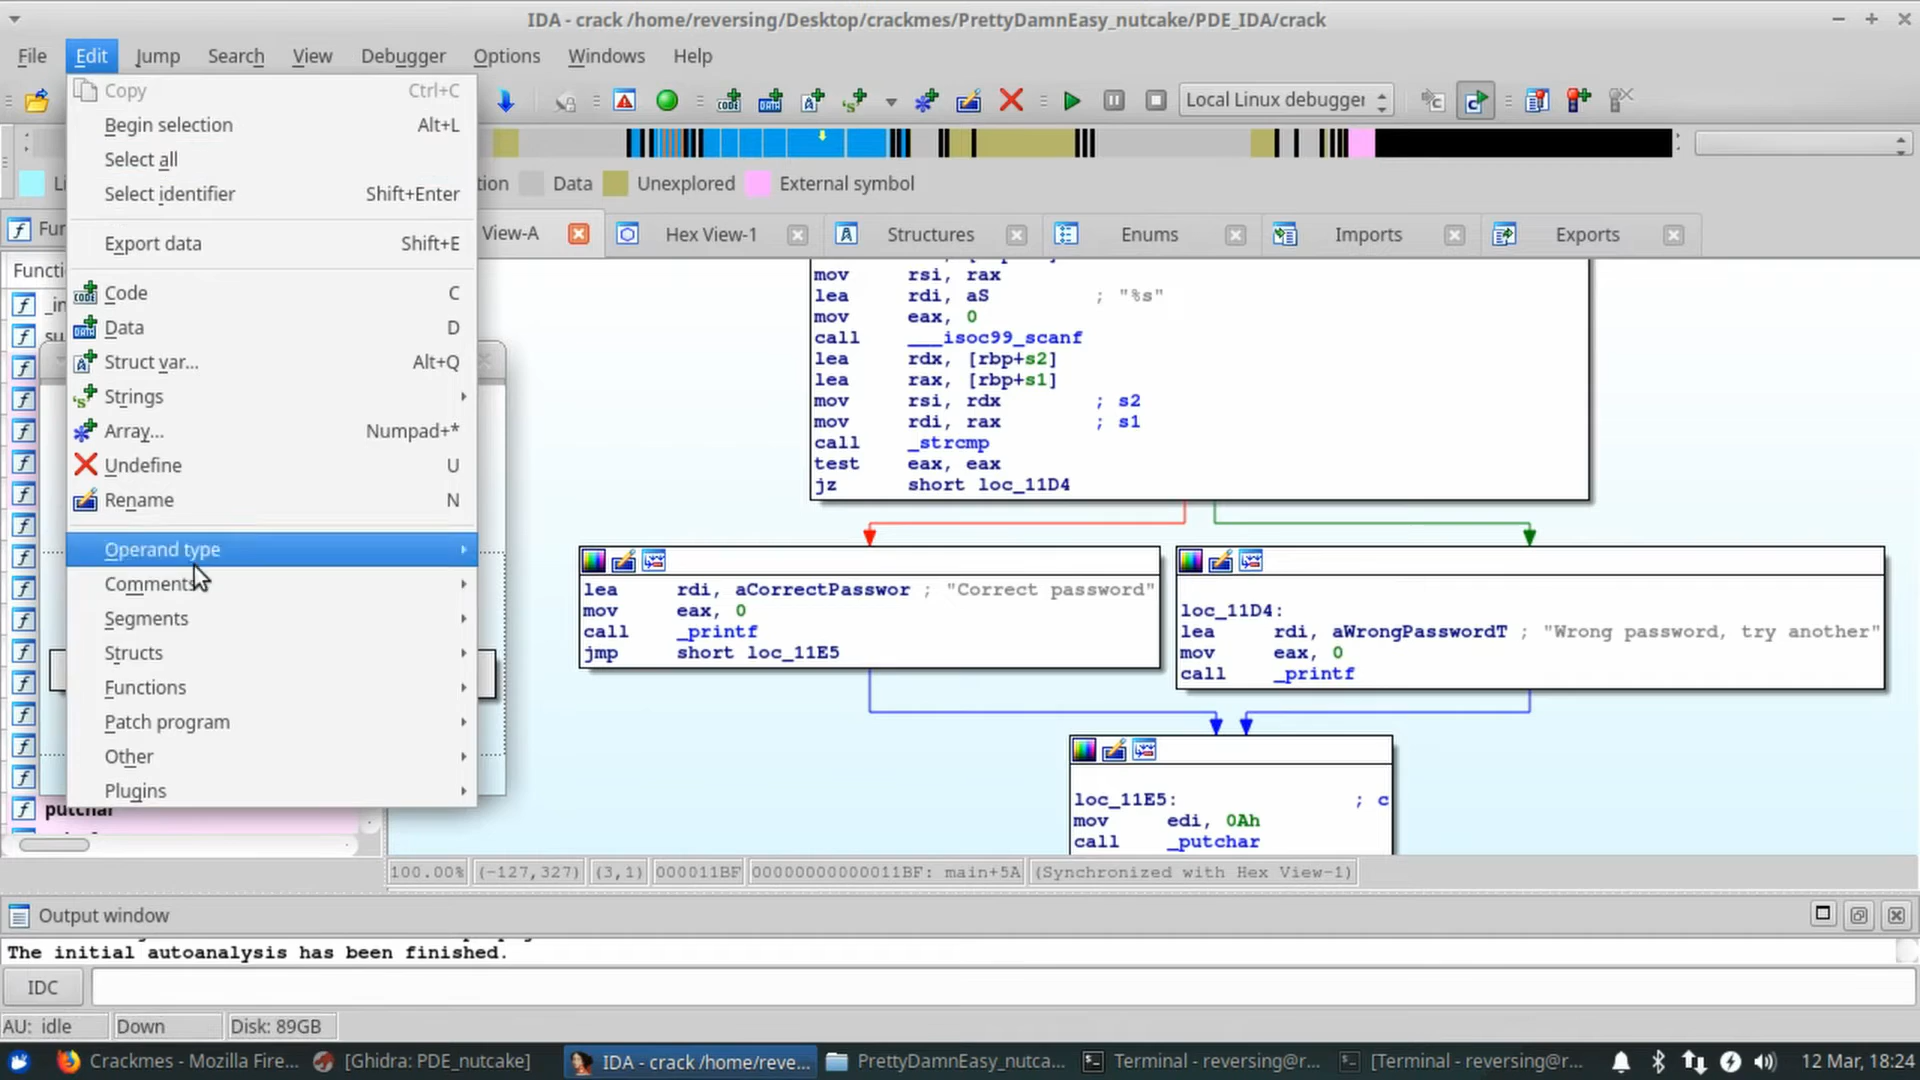 IDA - crack /home/reversing/Desktop/crackmes/PrettyDamnEasy_nutcake/PDE_IDA/crack
File Edit Jump Search View Debugger Options Windows Help
Copy Ctrl+C
Local Linux debugger
Begin selection Alt+L
Select all
Data Unexplored External symbol
Select identifier Shift+Enter
View-A Hex View-1 Structures Enums Imports Exports
Export data Shift+E
Code C
Data D
Struct var... Alt+Q
Strings
Array... Numpad+*
Undefine U
Rename N
Operand type
Comments
Segments
Structs
Functions
Patch program
Other
Plugins
putchar
mov rsi, rax
lea rdi, aS ; "%s"
mov eax, 0
call ___isoc99_scanf
lea rdx, [rbp+s2]
lea rax, [rbp+s1]
mov rsi, rdx ; s2
mov rdi, rax ; s1
call _strcmp
test eax, eax
jz short loc_11D4
lea rdi, aCorrectPasswor ; "Correct password"
mov eax, 0
call _printf
jmp short loc_11E5
loc_11D4:
lea rdi, aWrongPasswordT ; "Wrong password, try another"
mov eax, 0
call _printf
loc_11E5: ; c
mov edi, 0Ah
call _putchar
100.00% (-127,327) (3,1) 000011BF 00000000000011BF: main+5A (Synchronized with Hex View-1)
Output window
The initial autoanalysis has been finished.
IDC
AU: idle Down Disk: 89GB
Crackmes - Mozilla Fire... [Ghidra: PDE_nutcake] IDA - crack /home/reve... PrettyDamnEasy_nutca... Terminal - reversing@r... [Terminal - reversing@r... 12 Mar, 18:24